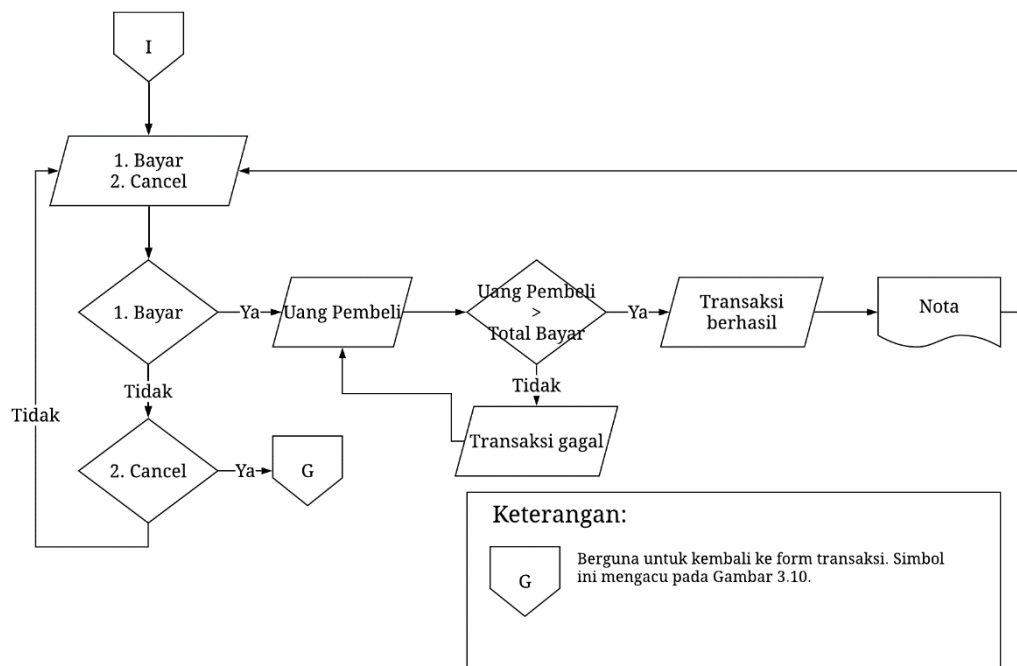 I
1. Bayar
2. Cancel
1. Bayar
Ya
Uang Pembeli
Uang Pembeli
>
Total Bayar
Ya
Transaksi
berhasil
Nota
Tidak
Tidak
Tidak
Transaksi gagal
2. Cancel
Ya
G
Keterangan:
G
Berguna untuk kembali ke form transaksi. Simbol
ini mengacu pada Gambar 3.10.